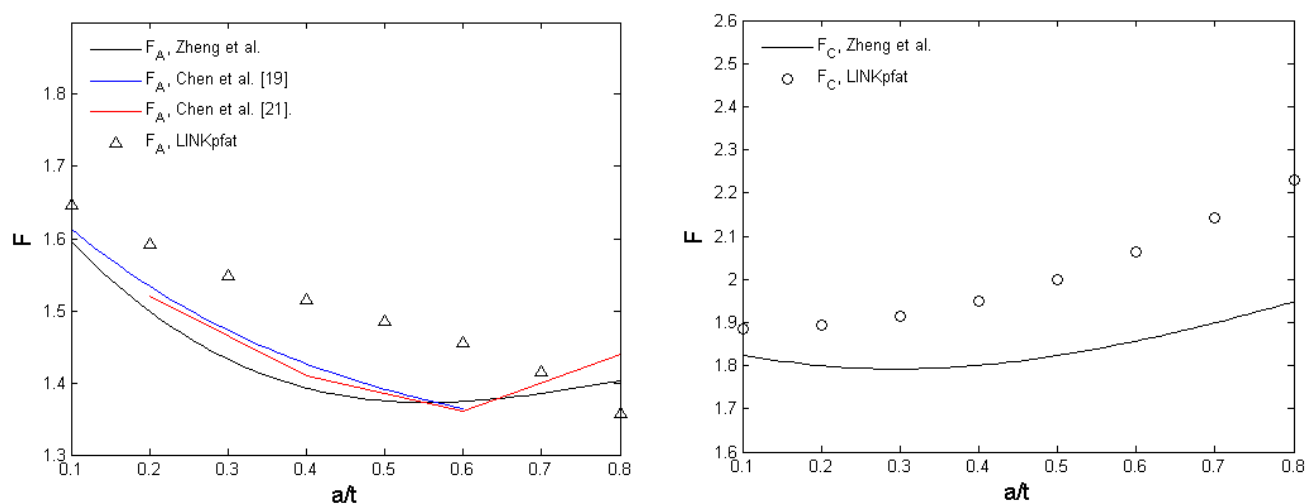 F_A, Zheng et al.
F_A, Chen et al. [19]
F_A, Chen et al. [21].
F_A, LINKpfat
1.8
1.7
1.6
1.5
1.4
1.3
F
0.1 0.2 0.3 0.4 0.5 0.6 0.7 0.8
a/t
F_C, Zheng et al.
F_C, LINKpfat
2.6
2.5
2.4
2.3
2.2
2.1
2
1.9
1.8
1.7
1.6
F
0.1 0.2 0.3 0.4 0.5 0.6 0.7 0.8
a/t